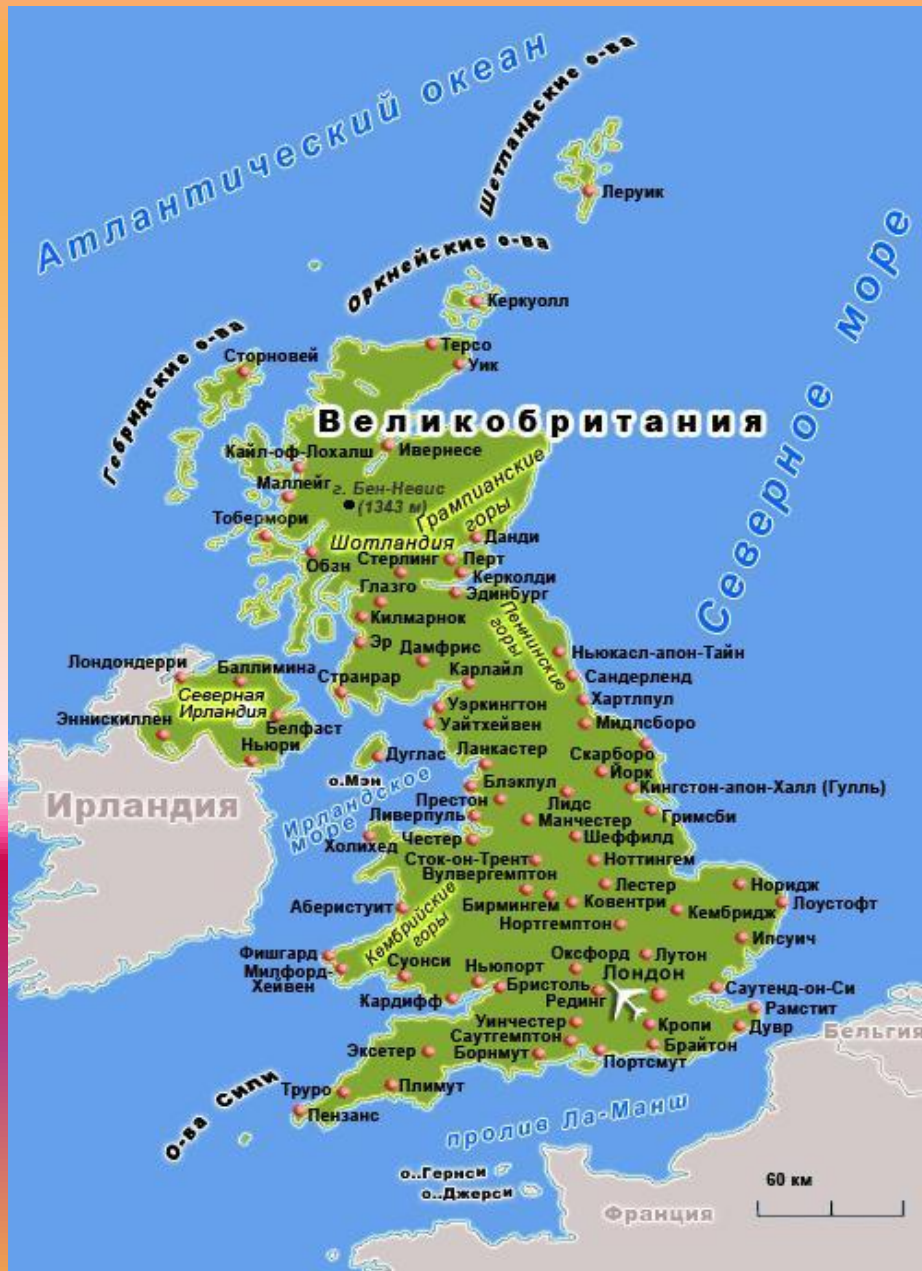 Атлантический океан
Шетландские о-ва
Леруик
Оркнейские о-ва
Керкуолл
Северное море
Гебридские о-ва
Сторновей
Терсо
Уик
Великобритания
Кайл-оф-Лохалш
Ивернесе
Маллейг
г. Бен-Невис
(1343 м)
Грампианские
горы
Тобермори
Шотландия
Данди
Обан
Стерлинг
Перт
Керколди
Глазго
Эдинбург
Килмарнок
Пеннинские
горы
Эр
Дамфрис
Ньюкасл-апон-Тайн
Лондондерри
Баллимина
Странрар
Карлайл
Сандерленд
Северная
Ирландия
Уэркингтон
Хартлпул
Эннискиллен
Белфаст
Уайтхейвен
Мидлсборо
Ньюри
Дуглас
Ланкастер
Скарборо
о.Мэн
Йорк
Ирландия
Ирландское
море
Блэкпул
Кингстон-апон-Халл (Гулль)
Престон
Лидс
Ливерпуль
Манчестер
Гримсби
Холихед
Честер
Шеффилд
Сток-он-Трент
Ноттингем
Вулвергемптон
Лестер
Норидж
Аберистуит
Бирмингем
Ковентри
Кембридж
Лоустофт
Кембрийские
горы
Нортгемптон
Ипсуич
Фишгард
Суонси
Ньюпорт
Оксфорд
Лутон
Милфорд-
Хейвен
Лондон
Кардифф
Бристоль
Рединг
Саутенд-он-Си
Рамстит
Уинчестер
Кропи
Дувр
Бельгия
Эксетер
Саутгемптон
Брайтон
Борнмут
Портсмут
О-ва Сили
Труро
Плимут
Пензанс
пролив Ла-Манш
о..Гернси
о..Джерси
60 км
Франция